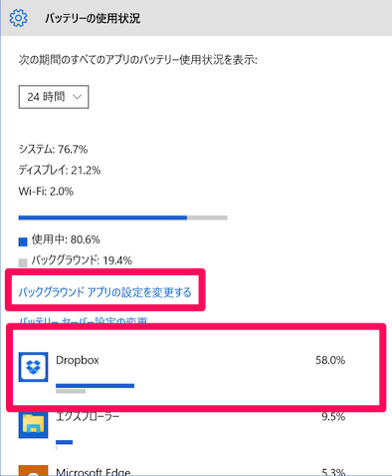 バッテリーの使用状況
次の期間のすべてのアプリのバッテリー使用状況を表示:
24 時間
システム: 76.7%
ディスプレイ: 21.2%
Wi-Fi: 2.0%
使用中: 80.6%
バックグラウンド: 19.4%
バックグラウンド アプリの設定を変更する
バッテリー セーバー設定の変更
Dropbox 58.0%
エクスプローラー 9.5%
Microsoft Edge 5.3%